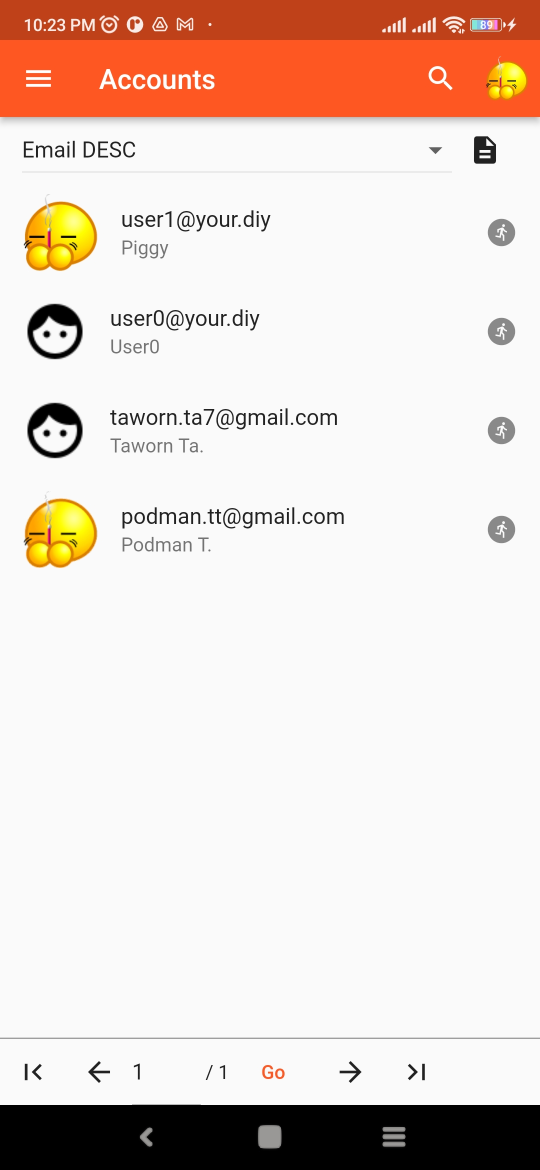 10:23 PM
89
Accounts
Email DESC
user1@your.diy
Piggy
user0@your.diy
User0
taworn.ta7@gmail.com
Taworn Ta.
podman.tt@gmail.com
Podman T.
1 / 1 Go